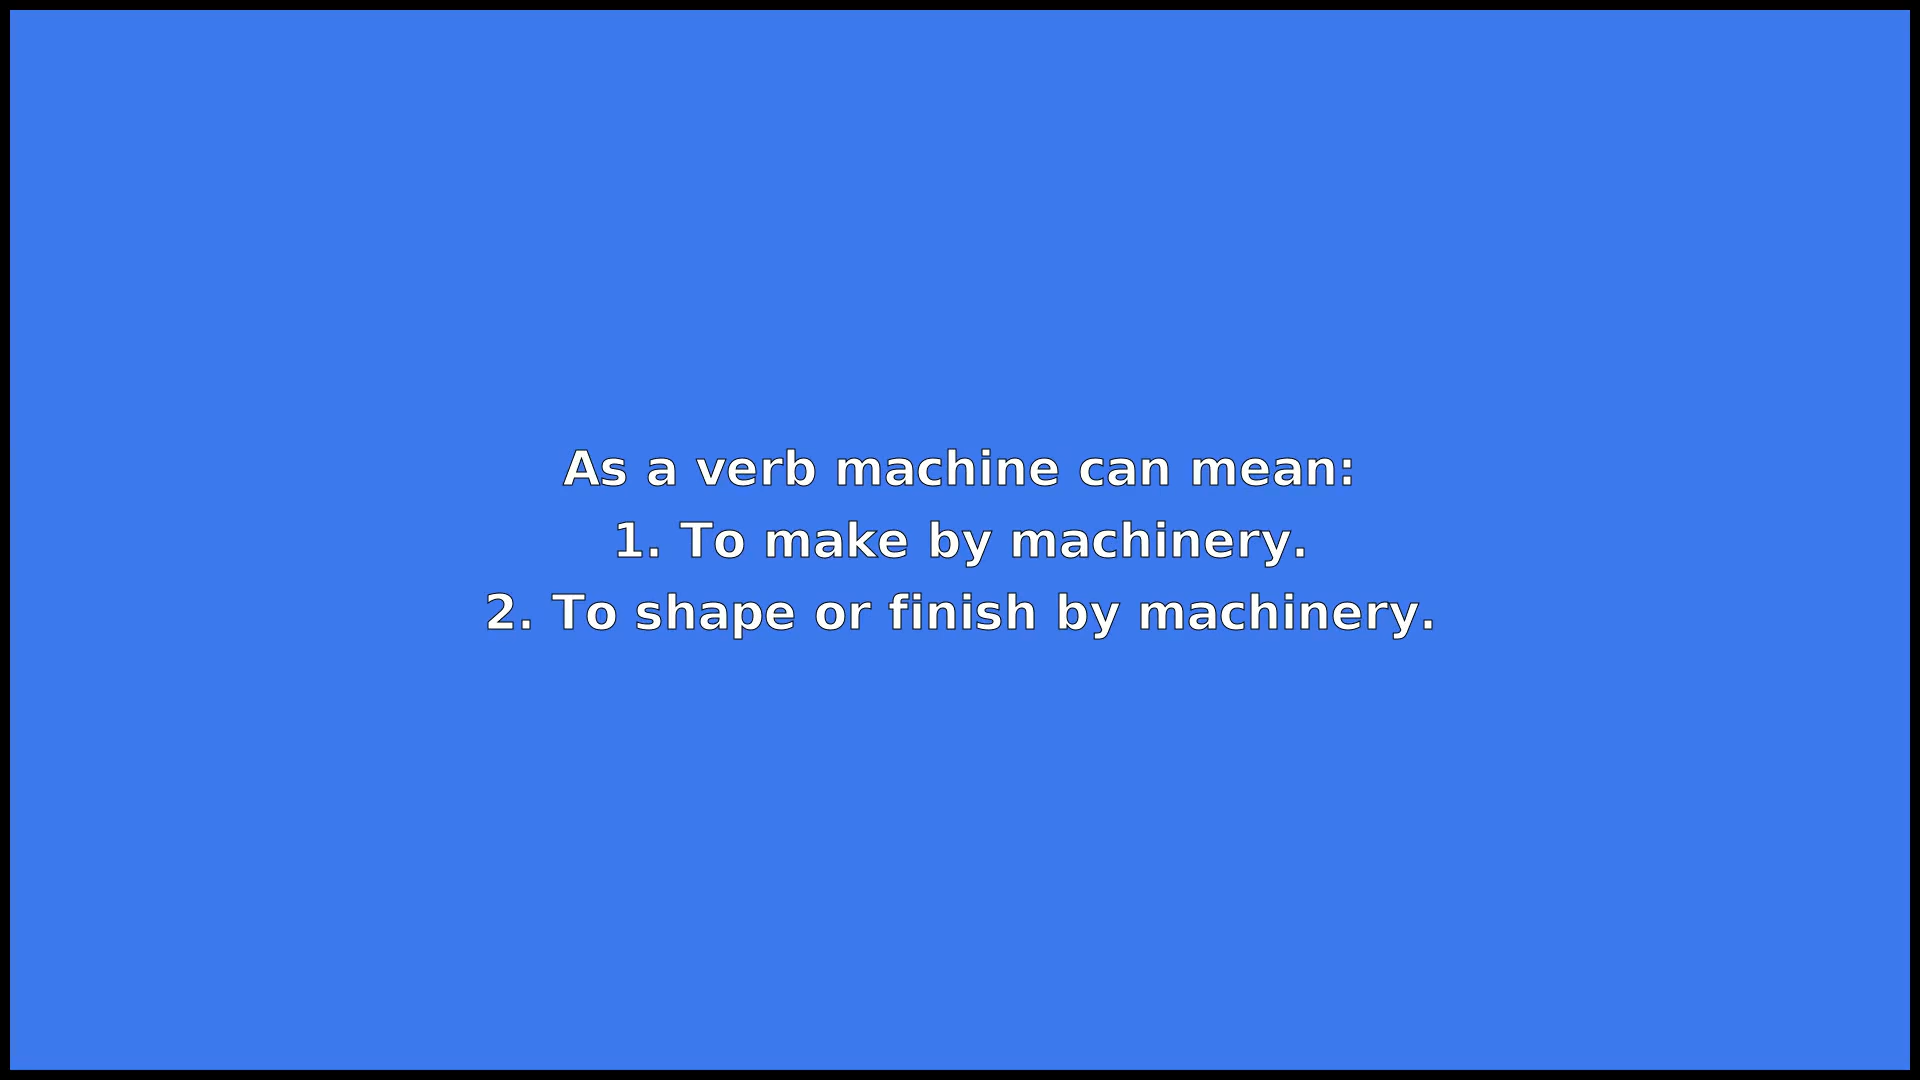 As a verb machine can mean:
1. To make by machinery.
2. To shape or finish by machinery.